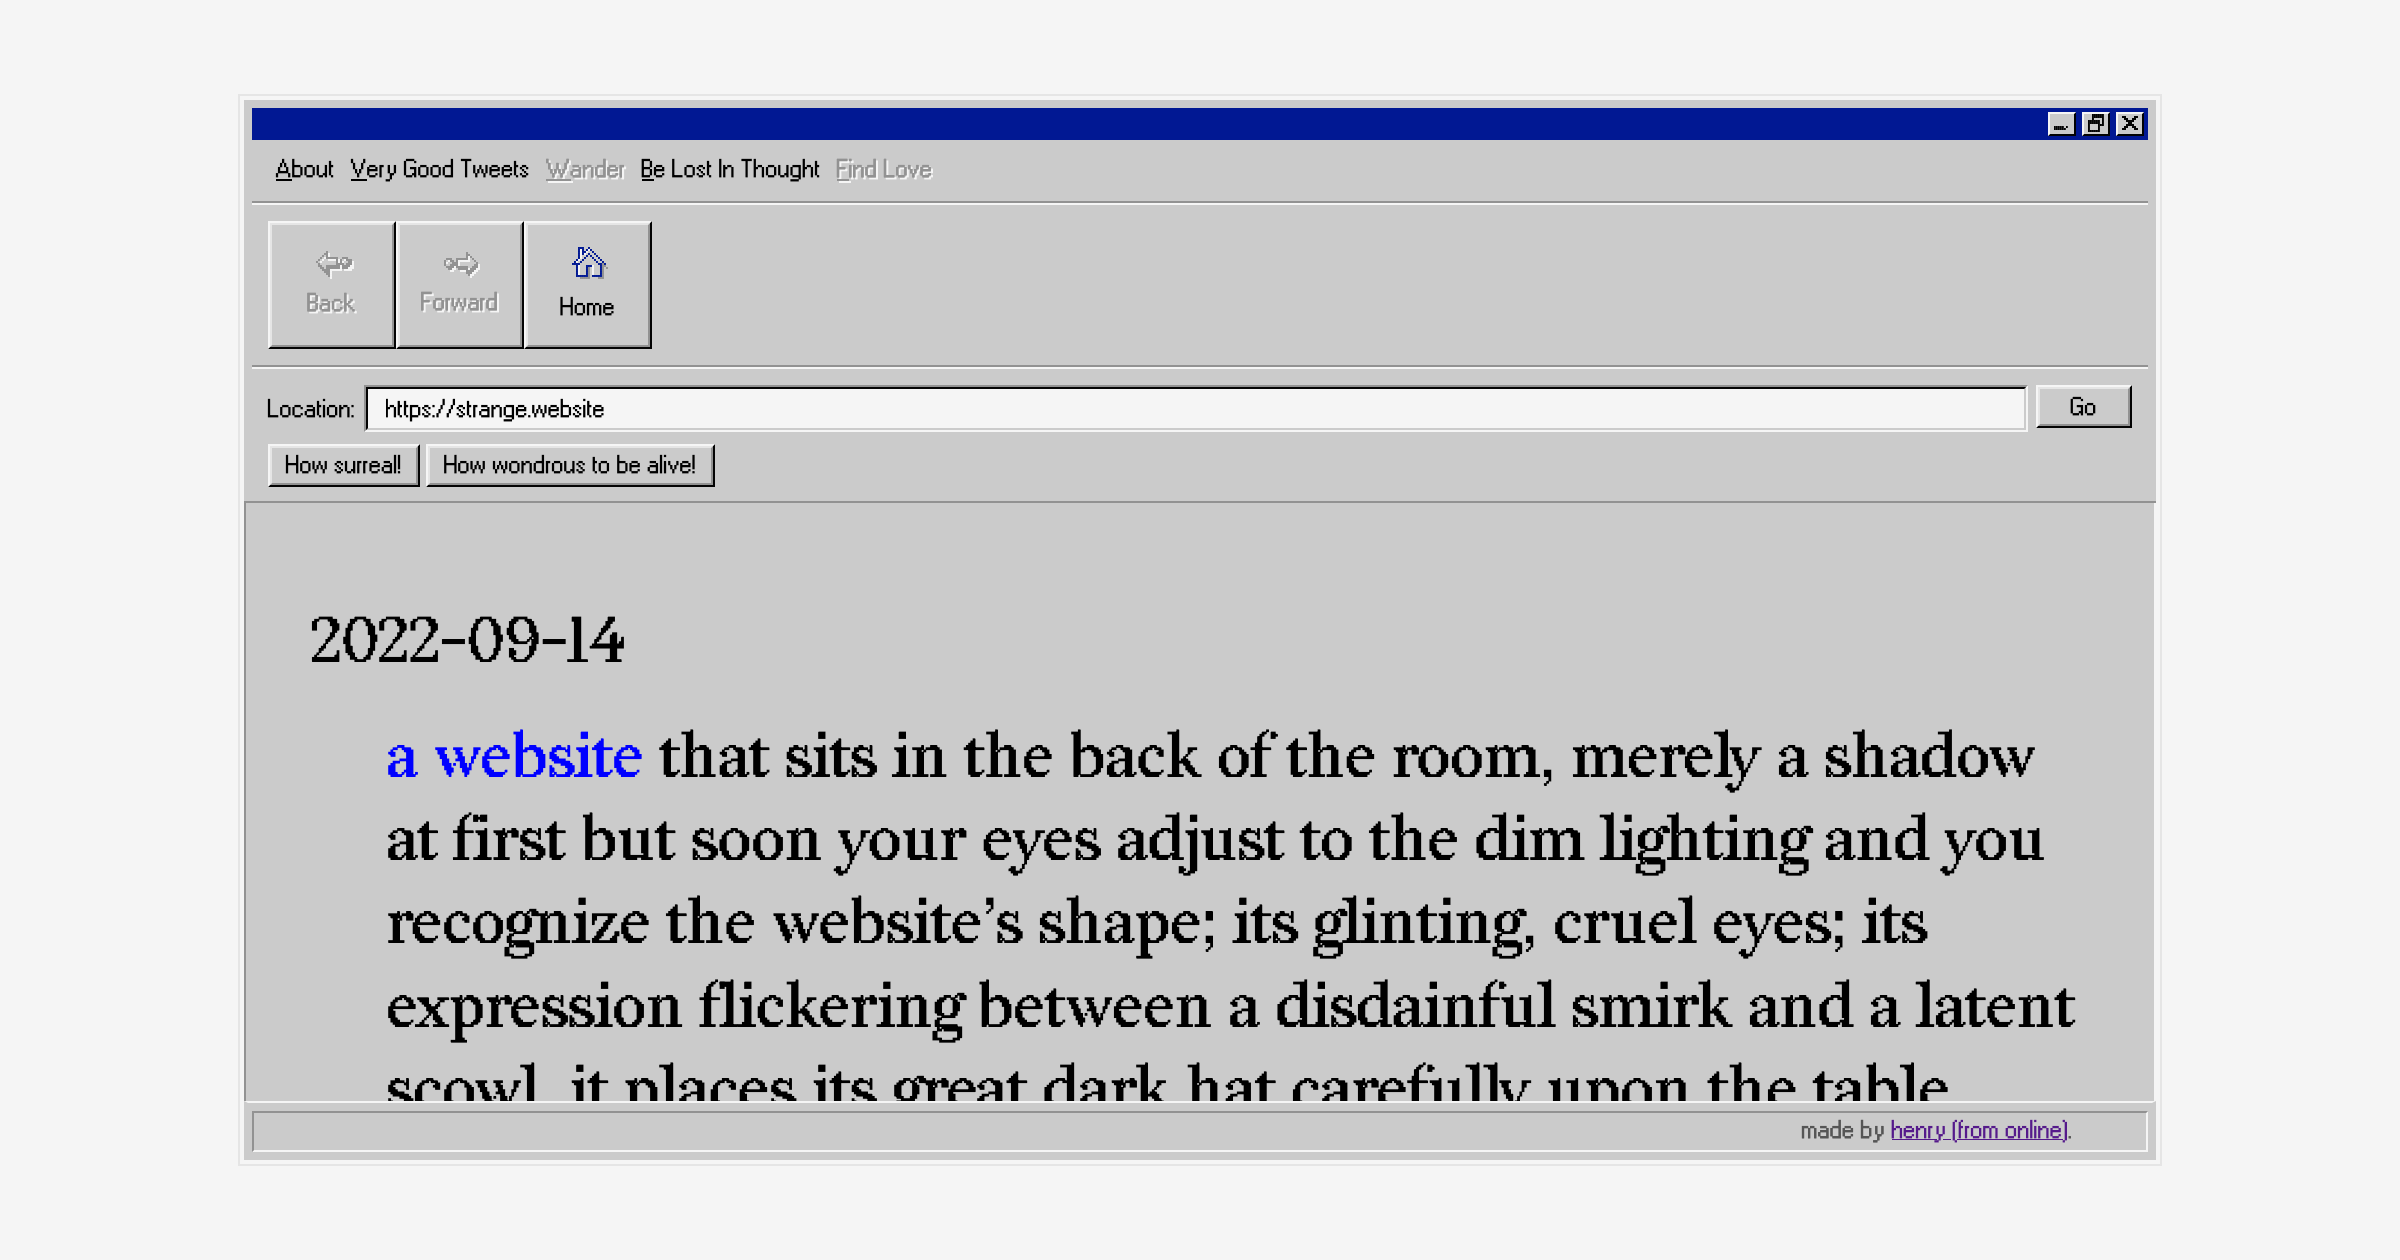 About Very Good Tweets Wander Be Lost In Thought Find Love
Back Forward Home
Location: https://strange.website Go
How surreal! How wondrous to be alive!
2022-09-14
a website that sits in the back of the room, merely a shadow
at first but soon your eyes adjust to the dim lighting and you
recognize the website’s shape; its glinting, cruel eyes; its
expression flickering between a disdainful smirk and a latent
scowl. it places its great dark hat carefully upon the table
made by henry (from online).